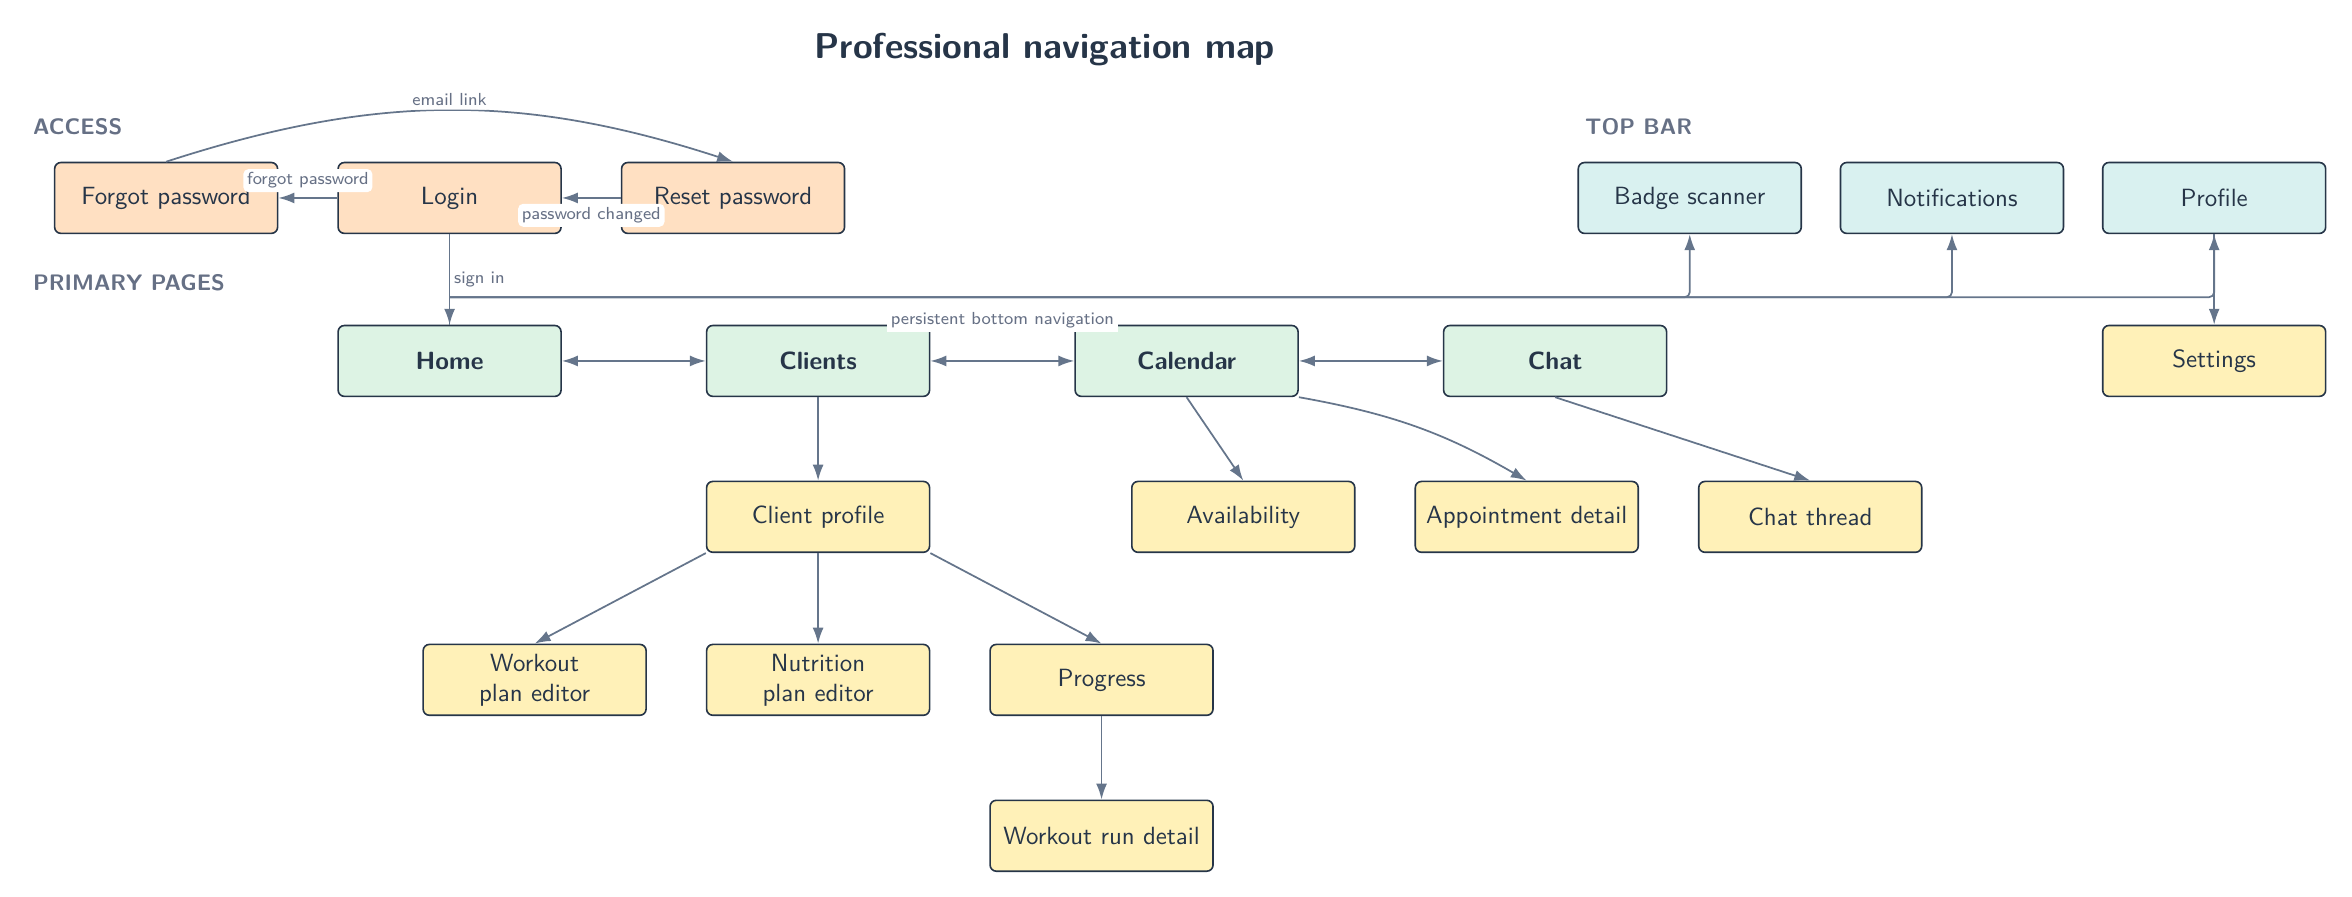 Professional navigation map
email link
ACCESS
TOP BAR
Forgot password
forgot password
Login
password changed
Reset password
Badge scanner
Notifications
Profile
sign in
PRIMARY PAGES
persistent bottom navigation
Home
Clients
Calendar
Chat
Settings
Client profile
Availability
Appointment detail
Chat thread
Workout
plan editor
Nutrition
plan editor
Progress
Workout run detail